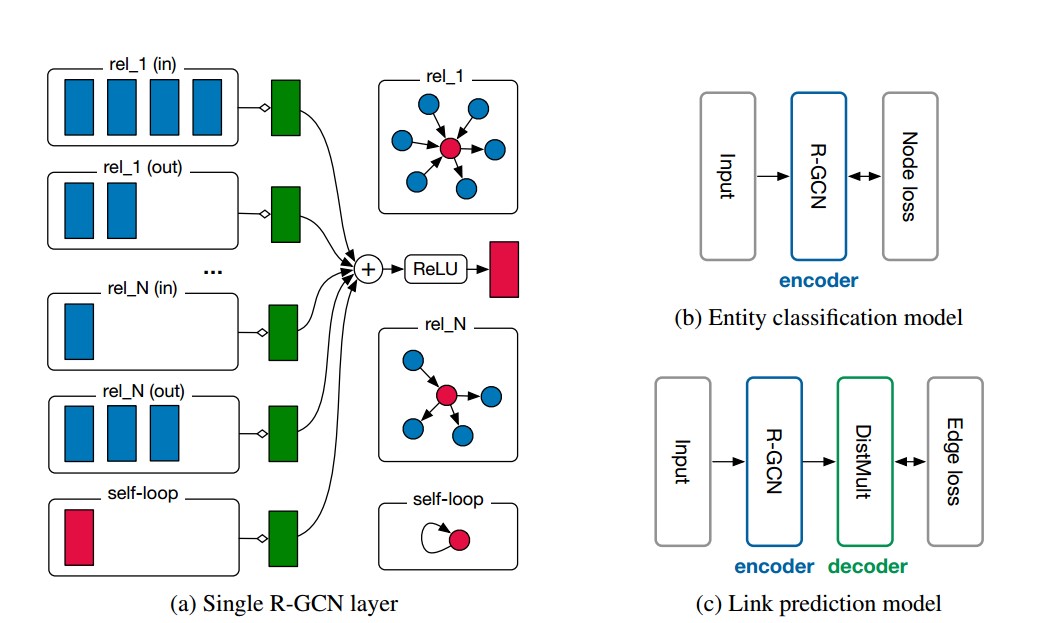 rel_1 (in)
rel_1 (out)
...
rel_N (in)
rel_N (out)
self-loop
+
ReLU
rel_1
rel_N
self-loop
(a) Single R-GCN layer
Input
R-GCN
Node loss
encoder
(b) Entity classification model
Input
R-GCN
DistMult
Edge loss
encoder decoder
(c) Link prediction model